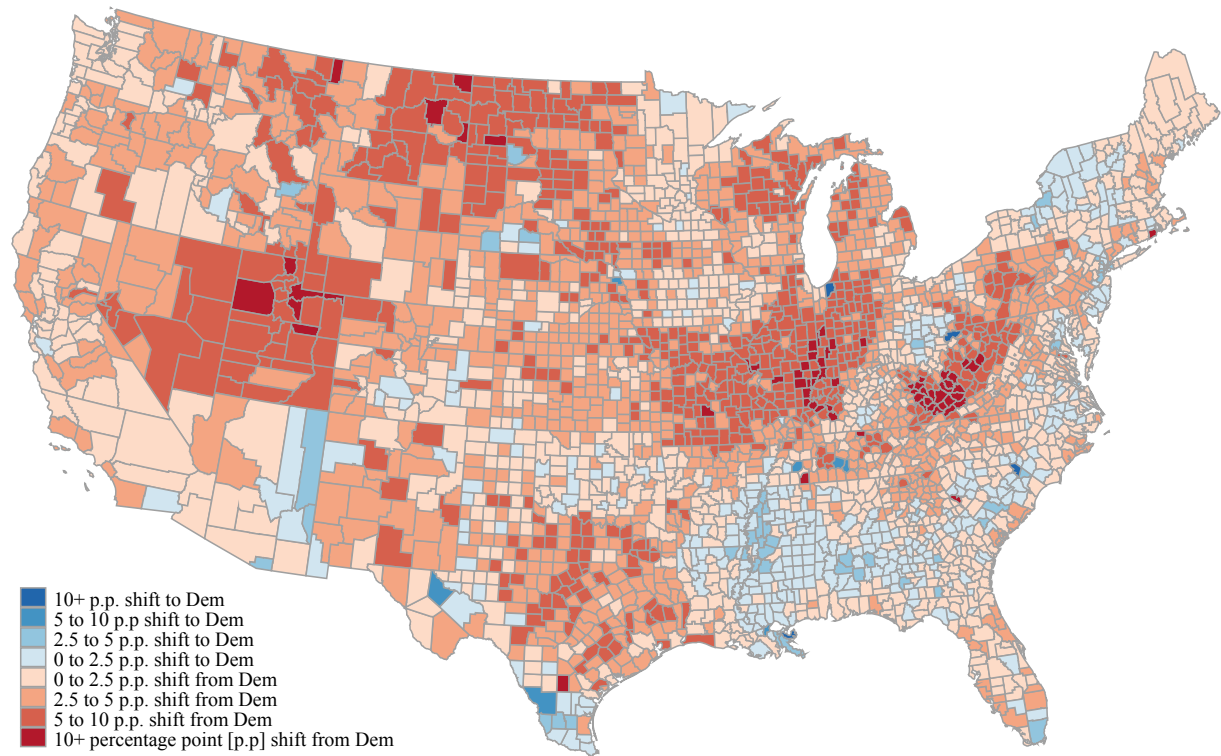 10+ p.p. shift to Dem
5 to 10 p.p shift to Dem
2.5 to 5 p.p. shift to Dem
0 to 2.5 p.p. shift to Dem
0 to 2.5 p.p. shift from Dem
2.5 to 5 p.p. shift from Dem
5 to 10 p.p. shift from Dem
10+ percentage point [p.p] shift from Dem